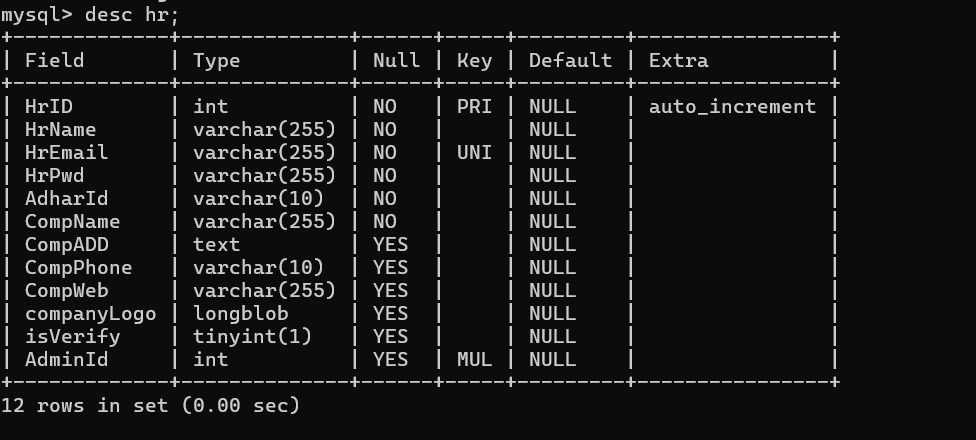 mysql> desc hr;
+-------------+--------------+------+-----+---------+----------------+
| Field       | Type         | Null | Key | Default | Extra          |
+-------------+--------------+------+-----+---------+----------------+
| HrID        | int          | NO   | PRI | NULL    | auto_increment |
| HrName      | varchar(255) | NO   |     | NULL    |                |
| HrEmail     | varchar(255) | NO   | UNI | NULL    |                |
| HrPwd       | varchar(255) | NO   |     | NULL    |                |
| AdharId     | varchar(10)  | NO   |     | NULL    |                |
| CompName    | varchar(255) | NO   |     | NULL    |                |
| CompADD     | text         | YES  |     | NULL    |                |
| CompPhone   | varchar(10)  | YES  |     | NULL    |                |
| CompWeb     | varchar(255) | YES  |     | NULL    |                |
| companyLogo | longblob     | YES  |     | NULL    |                |
| isVerify    | tinyint(1)   | YES  |     | NULL    |                |
| AdminId     | int          | YES  | MUL | NULL    |                |
+-------------+--------------+------+-----+---------+----------------+
12 rows in set (0.00 sec)